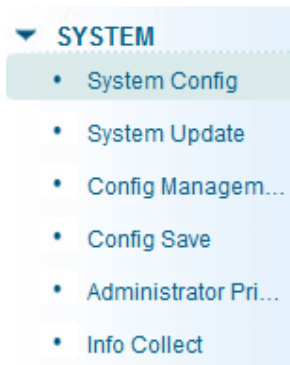 SYSTEM
System Config
System Update
Config Managem...
Config Save
Administrator Pri...
Info Collect